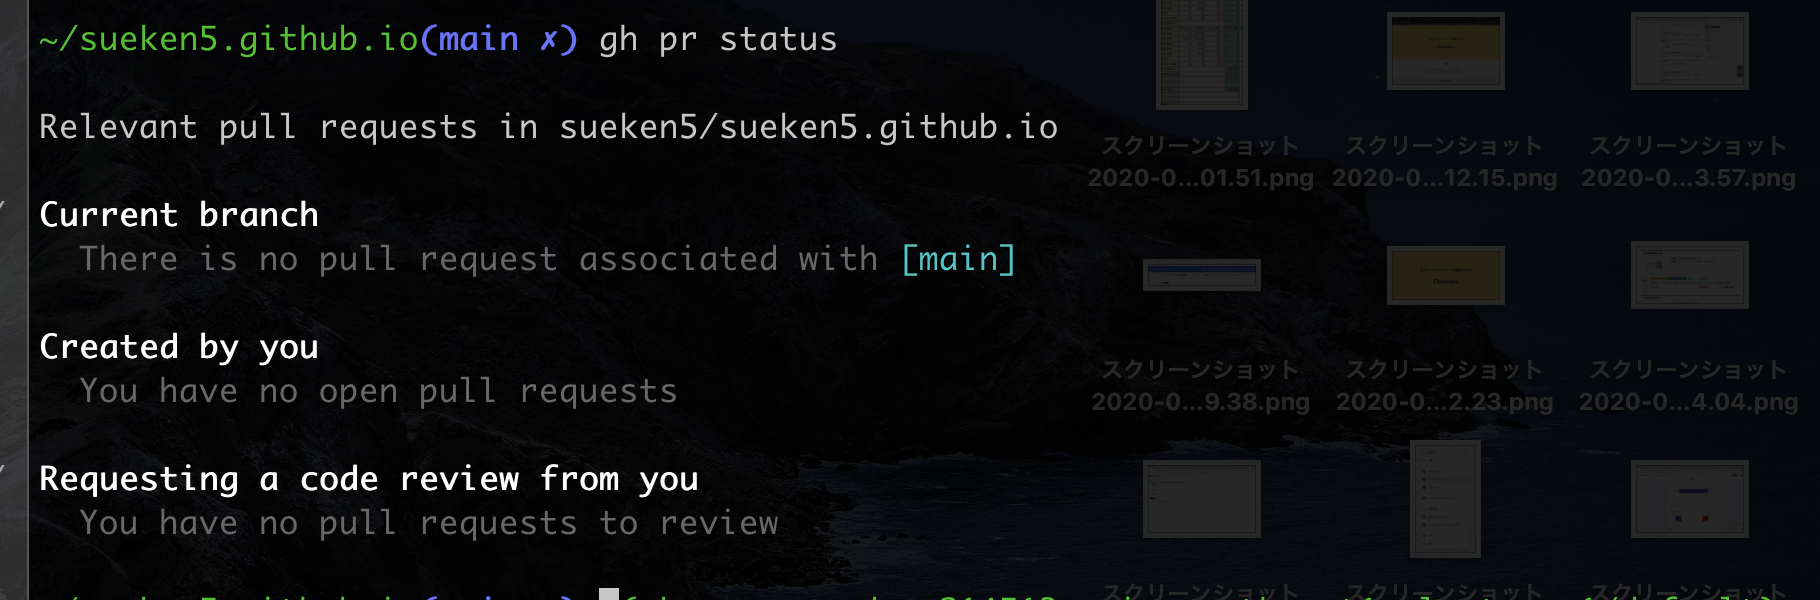 ~/sueken5.github.io(main ✗) gh pr status
Relevant pull requests in sueken5/sueken5.github.io
Current branch
There is no pull request associated with [main]
Created by you
You have no open pull requests
Requesting a code review from you
You have no pull requests to review
スクリーンショット
2020-0...01.51.png
スクリーンショット
2020-0...12.15.png
スクリーンショット
2020-0...3.57.png
スクリーンショット
2020-0...9.38.png
スクリーンショット
2020-0...2.23.png
スクリーンショット
2020-0...4.04.png
スクリーンショット
スクリーンショット
スクリーンショット